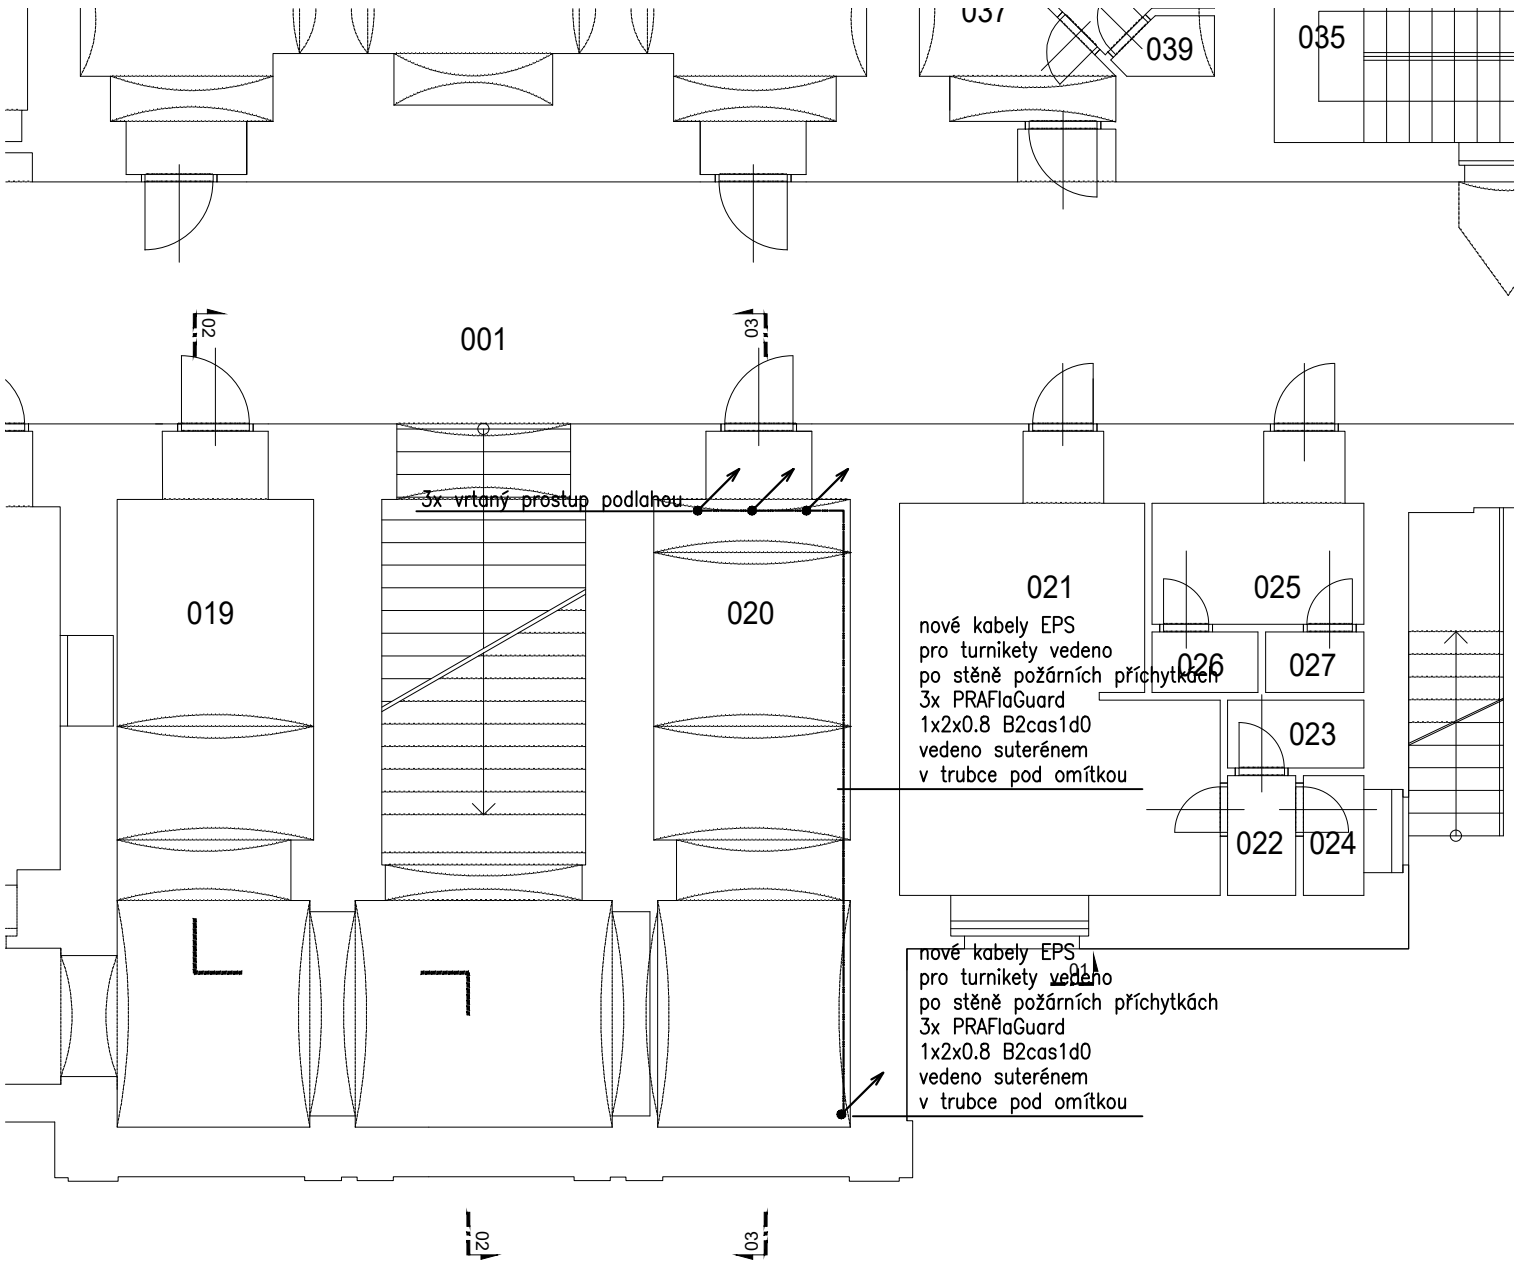 037
039
035
02
03
001
3x vrtaný prostup podlahou
019
020
021
025
nové kabely EPS
pro turnikety vedeno
po stěně požárních příchytkách
3x PRAFlaGuard
1x2x0.8 B2cas1d0
vedeno suterénem
v trubce pod omítkou
026
027
023
022
024
nové kabely EPS
pro turnikety vedeno
po stěně požárních příchytkách
3x PRAFlaGuard
1x2x0.8 B2cas1d0
vedeno suterénem
v trubce pod omítkou
01
02
03